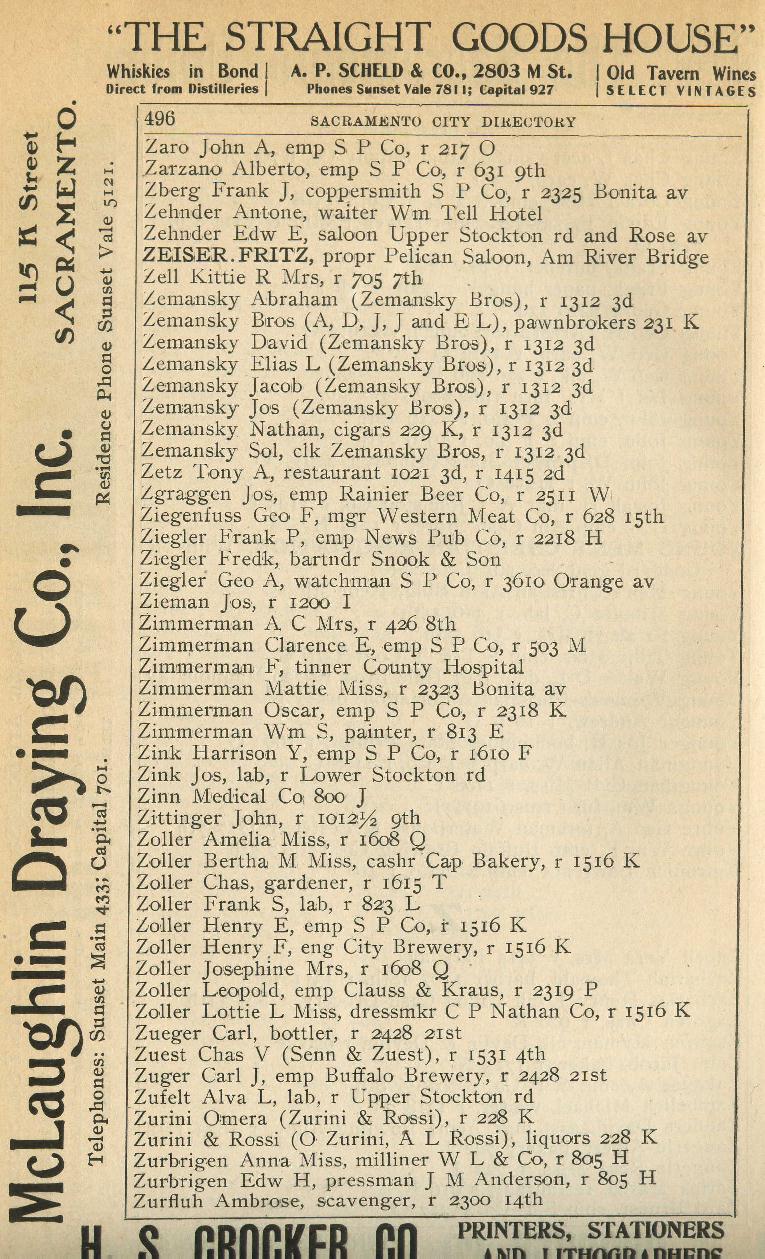 "THE STRAIGHT GOODS HOUSE"
Whiskies in Bond | A. P. SCHELD & CO., 2803 M St. | Old Tavern Wines
Direct from Distilleries | Phones Sunset Vale 7811; Capital 927 | SELECT VINTAGES
496 SACRAMENTO CITY DIRECTORY
Zaro John A, emp S P Co, r 217 O
Zarzano Alberto, emp S P Co, r 631 9th
Zberg Frank J, coppersmith S P Co, r 2325 Bonita av
Zehnder Antone, waiter Wm Tell Hotel
Zehnder Edw E, saloon Upper Stockton rd and Rose av
ZEISER.FRITZ, propr Pelican Saloon, Am River Bridge
Zell Kittie R Mrs, r 705 7th
Zemansky Abraham (Zemansky Bros), r 1312 3d
Zemansky Bros (A, D, J, J and E L), pawnbrokers 231 K
Zemansky David (Zemansky Bros), r 1312 3d
Zemansky Elias L (Zemansky Bros), r 1312 3d
Zemansky Jacob (Zemansky Bros), r 1312 3d
Zemansky Jos (Zemansky Bros), r 1312 3d
Zemansky Nathan, cigars 229 K, r 1312 3d
Zemansky Sol, clk Zemansky Bros, r 1312 3d
Zetz Tony A, restaurant 1021 3d, r 1415 2d
Zgraggen Jos, emp Rainier Beer Co, r 2511 W
Ziegenfuss Geo F, mgr Western Meat Co, r 628 15th
Ziegler Frank P, emp News Pub Co, r 2218 H
Ziegler Fredk, bartndr Snook & Son
Ziegler Geo A, watchman S P Co, r 3610 Orange av
Zieman Jos, r 1200 I
Zimmerman A C Mrs, r 426 8th
Zimmerman Clarence E, emp S P Co, r 503 M
Zimmerman F, tinner County Hospital
Zimmerman Mattie Miss, r 2323 Bonita av
Zimmerman Oscar, emp S P Co, r 2318 K
Zimmerman Wm S, painter, r 813 E
Zink Harrison Y, emp S P Co, r 1610 F
Zink Jos, lab, r Lower Stockton rd
Zinn Medical Co 800 J
Zittinger John, r 1012½ 9th
Zoller Amelia Miss, r 1608 Q
Zoller Bertha M Miss, cashr Cap Bakery, r 1516 K
Zoller Chas, gardener, r 1615 T
Zoller Frank S, lab, r 823 L
Zoller Henry E, emp S P Co, r 1516 K
Zoller Henry F, eng City Brewery, r 1516 K
Zoller Josephine Mrs, r 1608 Q
Zoller Leopold, emp Clauss & Kraus, r 2319 P
Zoller Lottie L Miss, dressmkr C P Nathan Co, r 1516 K
Zueger Carl, bottler, r 2428 21st
Zuest Chas V (Senn & Zuest), r 1531 4th
Zuger Carl J, emp Buffalo Brewery, r 2428 21st
Zufelt Alva L, lab, r Upper Stockton rd
Zurini Omera (Zurini & Rossi), r 228 K
Zurini & Rossi (O Zurini, A L Rossi), liquors 228 K
Zurbrigen Anna Miss, milliner W L & Co, r 805 H
Zurbrigen Edw H, pressman J M Anderson, r 805 H
Zurfluh Ambrose, scavenger, r 2300 14th
McLaughlin Draying Co., Inc.
115 K Street
SACRAMENTO.
Telephones: Sunset Main 433; Capital 701. Residence Phone Sunset Vale 5121.
H. S. CROCKER CO.
PRINTERS, STATIONERS
AND LITHOGRAPHERS